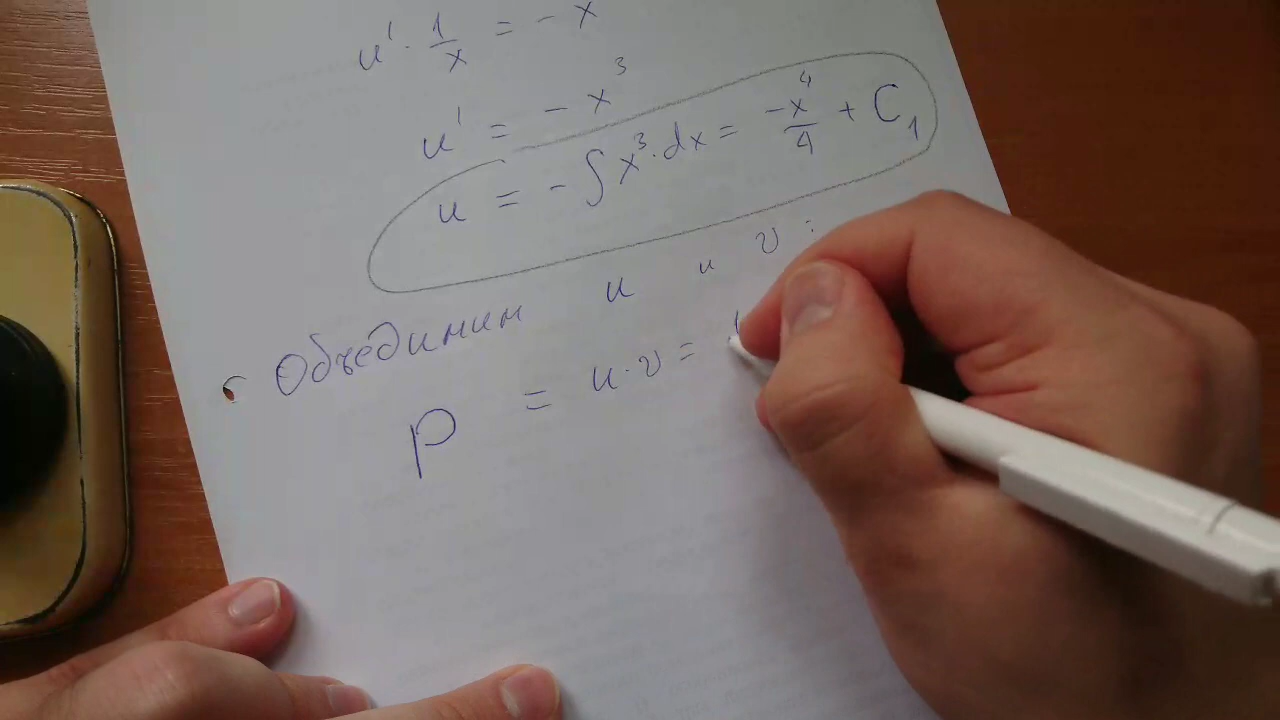 u' · 1/x = - x
u' = - x³
u = - ∫ x³ · dx = -x⁴/4 + C₁
Объединим u и v :
p = u · v =